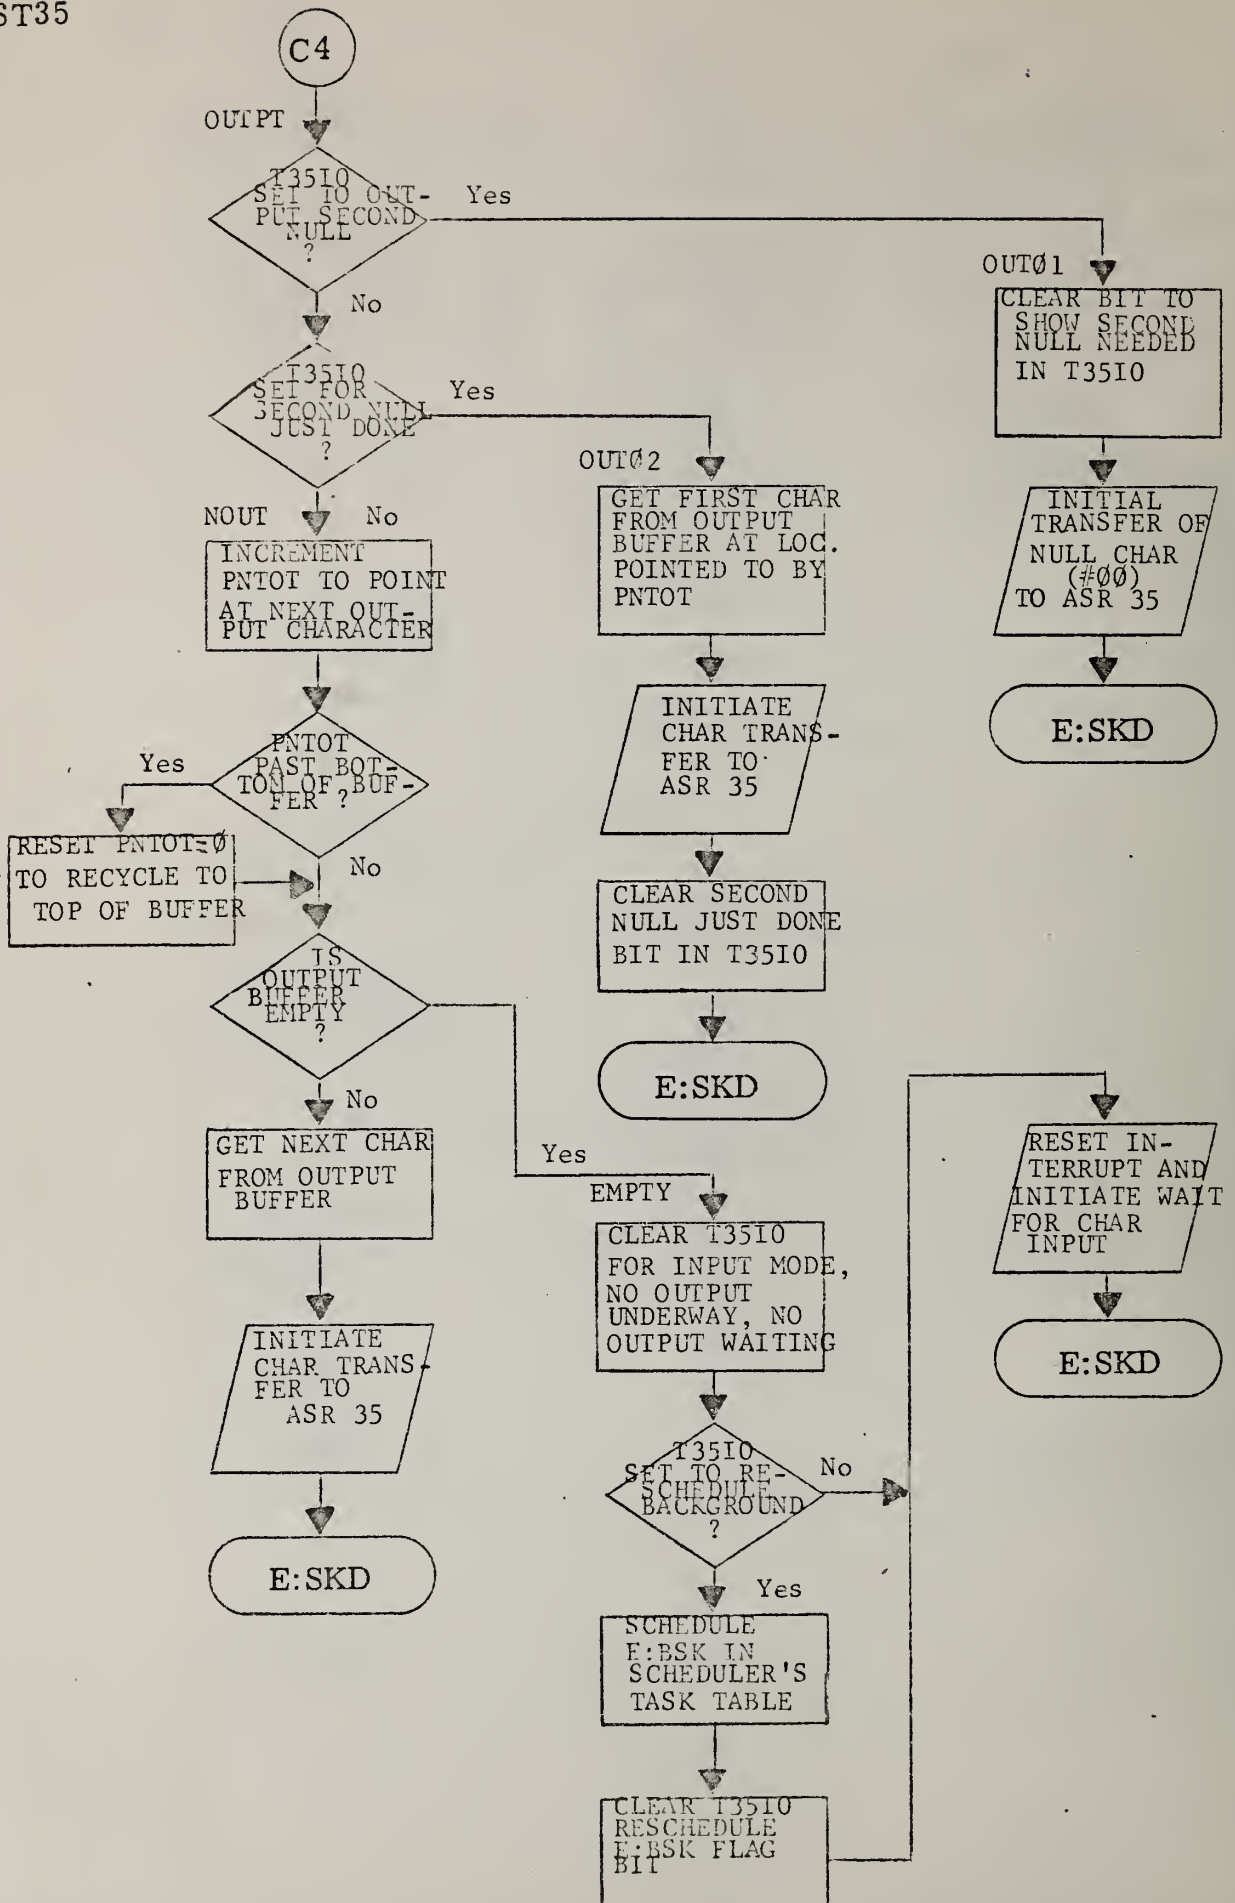 ST35
C4
OUTPT
T35IO
SET TO OUT-
PUT SECOND
NULL
?
Yes
No
OUTØ1
CLEAR BIT TO
SHOW SECOND
NULL NEEDED
IN T35IO
INITIAL
TRANSFER OF
NULL CHAR
(#ØØ)
TO ASR 35
E:SKD
T35IO
SET FOR
SECOND NULL
JUST DONE
?
Yes
No
OUTØ2
GET FIRST CHAR
FROM OUTPUT
BUFFER AT LOC.
POINTED TO BY
PNTOT
INITIATE
CHAR TRANS-
FER TO
ASR 35
CLEAR SECOND
NULL JUST DONE
BIT IN T35IO
E:SKD
NOUT
INCREMENT
PNTOT TO POINT
AT NEXT OUT-
PUT CHARACTER
PNTOT
PAST BOT-
TOM OF BUF-
FER ?
Yes
No
RESET PNTOT=Ø
TO RECYCLE TO
TOP OF BUFFER
IS
OUTPUT
BUFFER
EMPTY
?
No
Yes
GET NEXT CHAR
FROM OUTPUT
BUFFER
INITIATE
CHAR TRANS-
FER TO
ASR 35
E:SKD
EMPTY
CLEAR T35IO
FOR INPUT MODE,
NO OUTPUT
UNDERWAY, NO
OUTPUT WAITING
T35IO
SET TO RE-
SCHEDULE
BACKGROUND
?
No
Yes
SCHEDULE
E:BSK IN
SCHEDULER'S
TASK TABLE
CLEAR T35IO
RESCHEDULE
E:BSK FLAG
BIT
RESET IN-
TERRUPT AND
INITIATE WAIT
FOR CHAR
INPUT
E:SKD